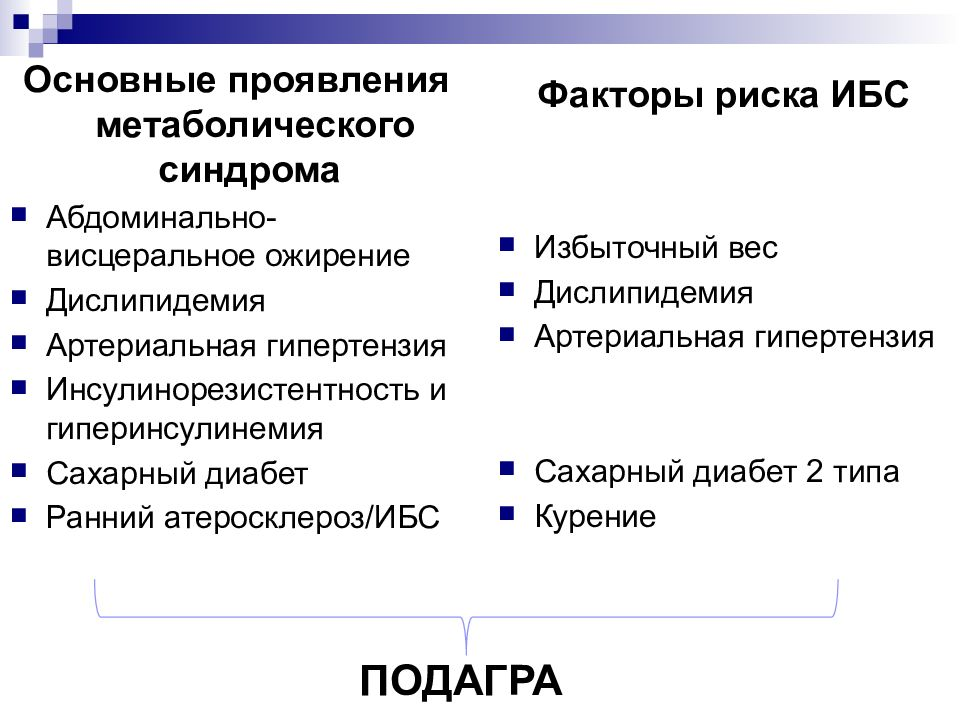 Основные проявления
метаболического
синдрома
Абдоминально-
висцеральное ожирение
Дислипидемия
Артериальная гипертензия
Инсулинорезистентность и
гиперинсулинемия
Сахарный диабет
Ранний атеросклероз/ИБС
Факторы риска ИБС
Избыточный вес
Дислипидемия
Артериальная гипертензия
Сахарный диабет 2 типа
Курение
ПОДАГРА